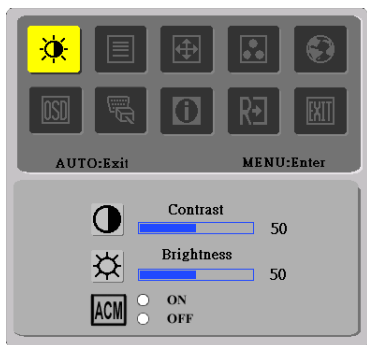 OSD i R EXIT
AUTO:Exit MENU:Enter
Contrast
50
Brightness
50
ACM ON
OFF